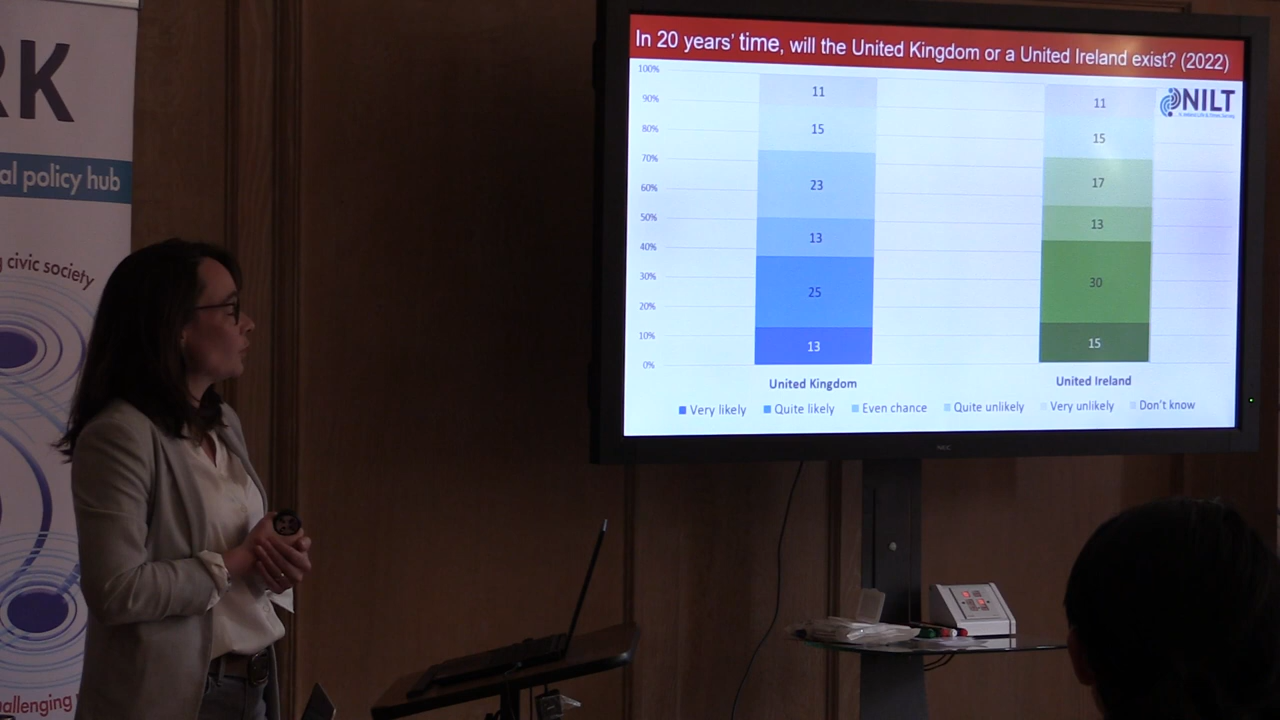 RK
al policy hub
g civic society
allenging
In 20 years' time, will the United Kingdom or a United Ireland exist? (2022)
NILT
100%
90%
80%
70%
60%
50%
40%
30%
20%
10%
0%
11
15
23
13
25
13
11
15
17
13
30
15
United Kingdom
United Ireland
Very likely
Quite likely
Even chance
Quite unlikely
Very unlikely
Don't know
NEC